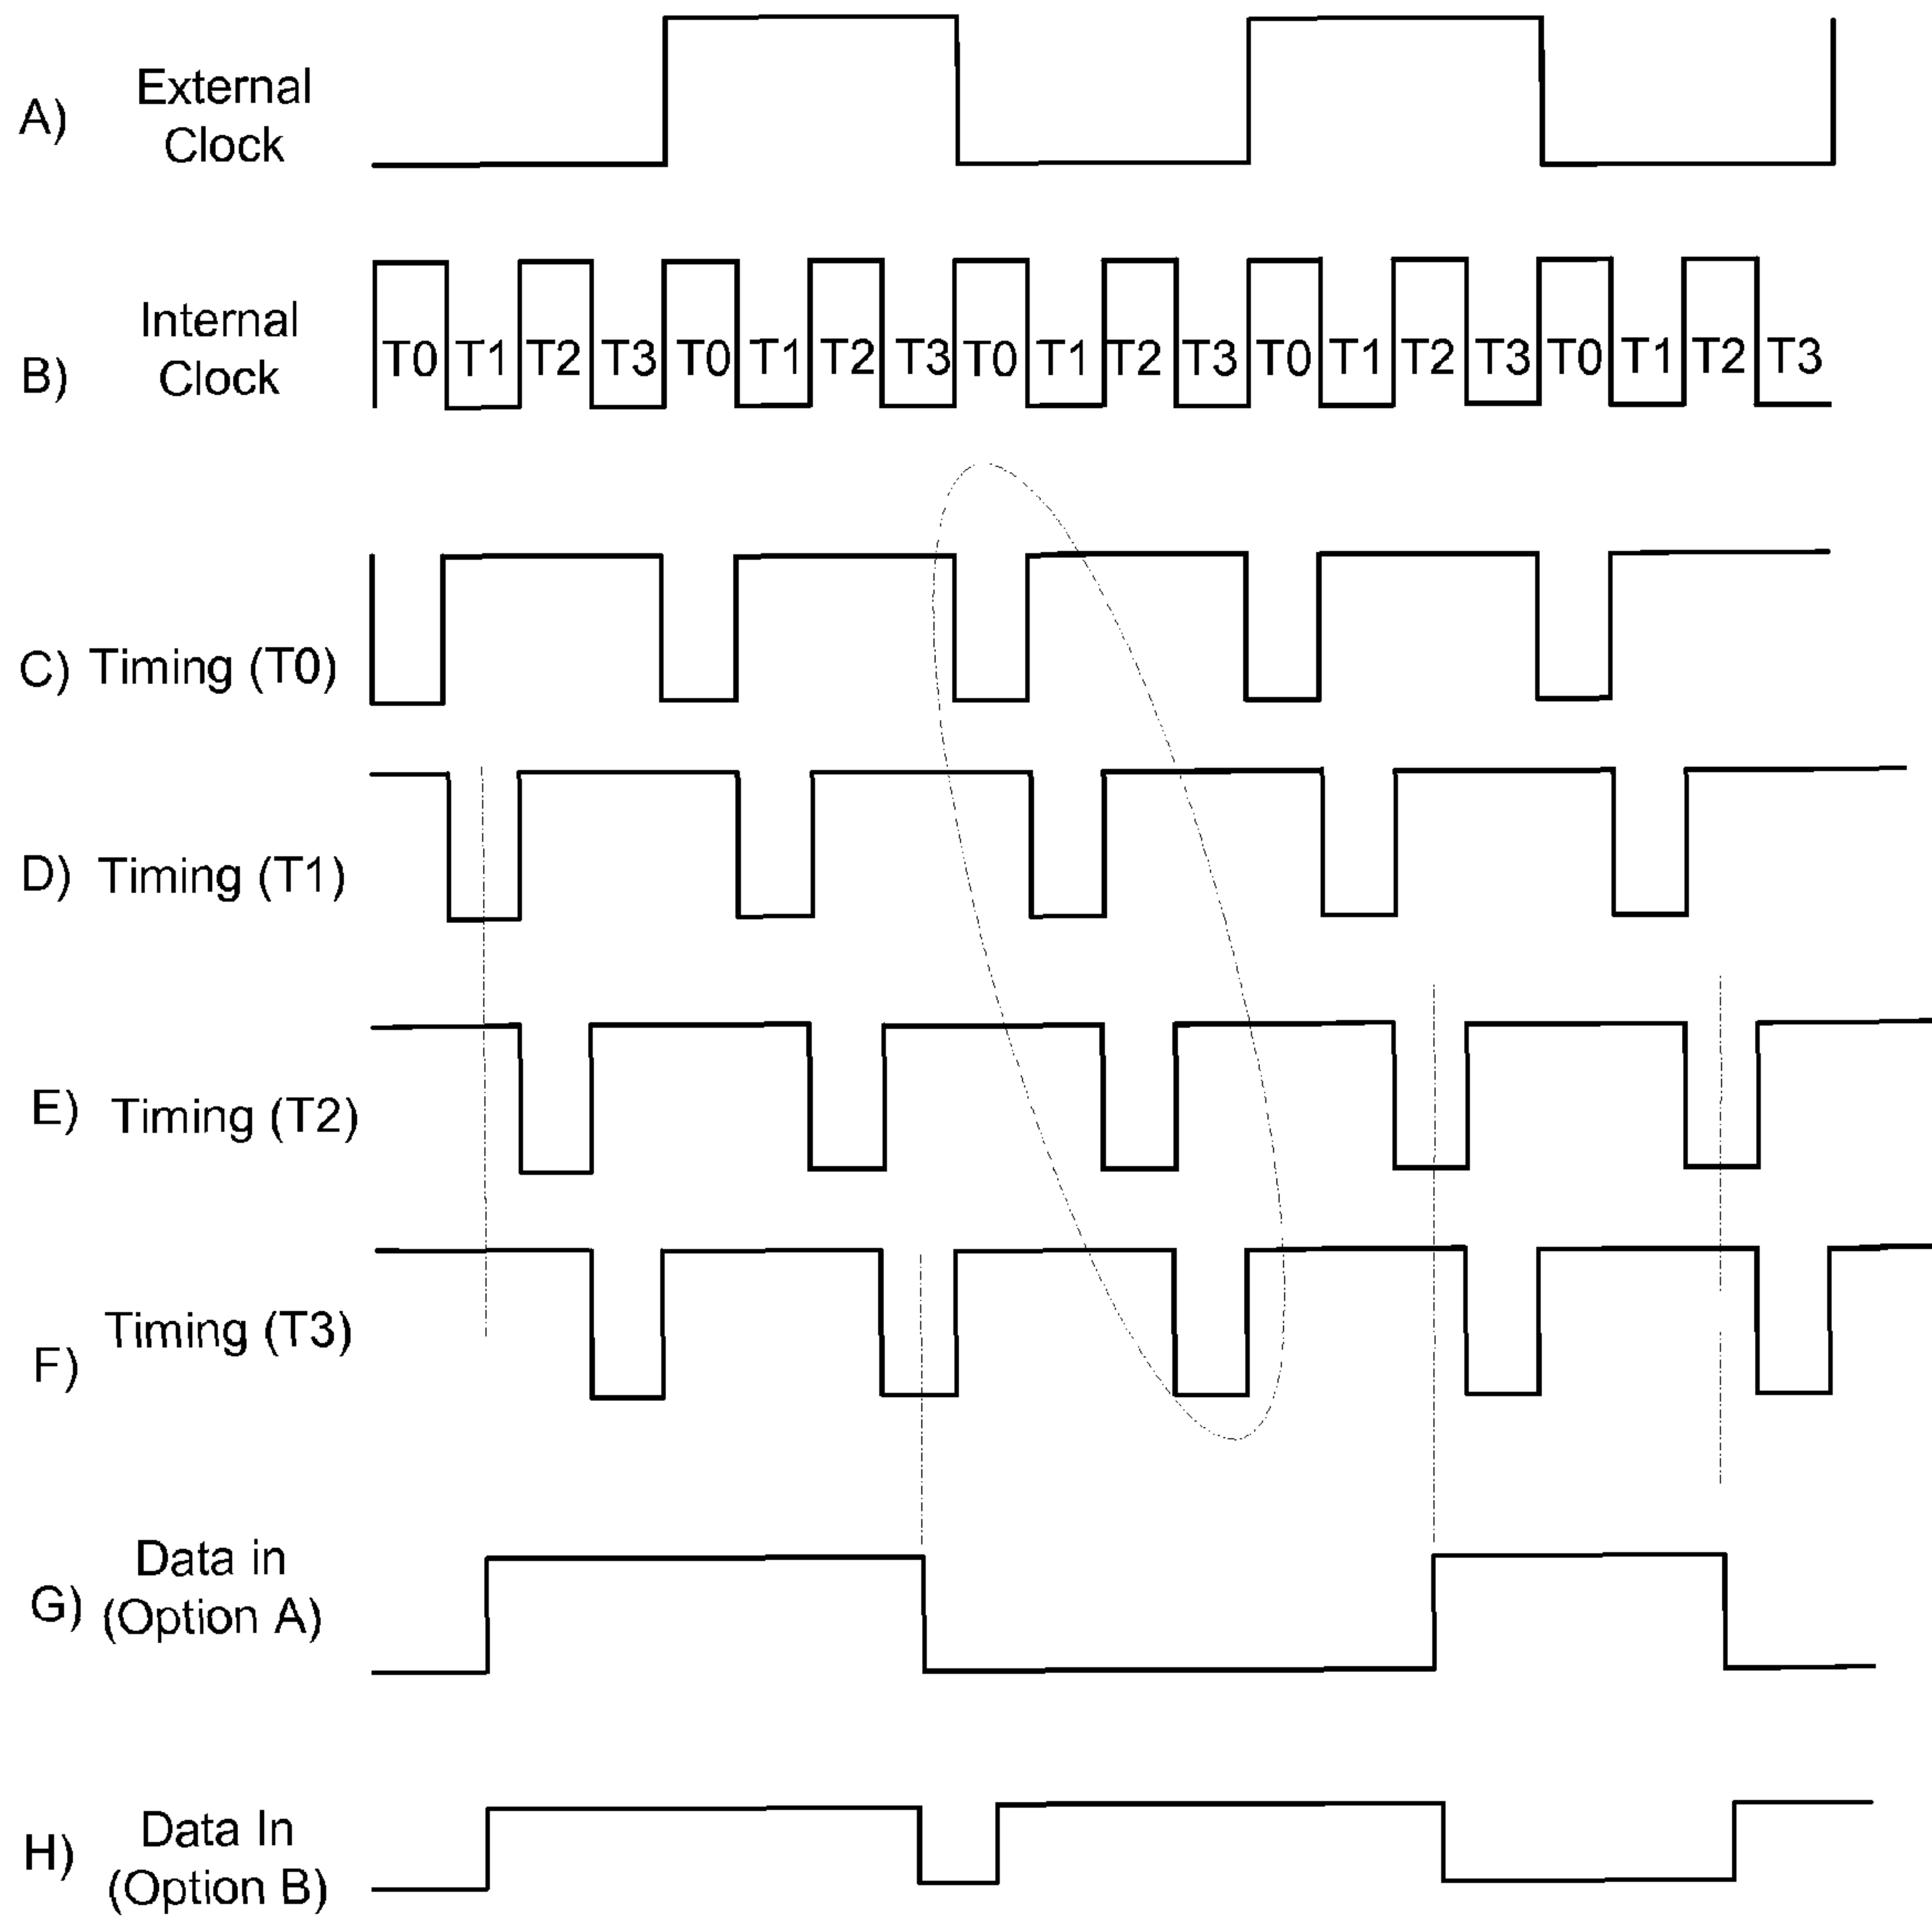 A) External
Clock
B) Internal
Clock
T0 T1 T2 T3 T0 T1 T2 T3 T0 T1 T2 T3 T0 T1 T2 T3 T0 T1 T2 T3
C) Timing (T0)
D) Timing (T1)
E) Timing (T2)
F) Timing (T3)
G) Data in
(Option A)
H) Data In
(Option B)